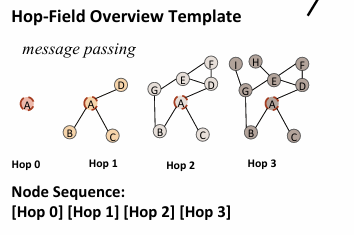 Hop-Field Overview Template
message passing
A
A
B
C
D
A
B
C
D
E
F
G
A
B
C
D
E
F
G
H
I
Hop 0
Hop 1
Hop 2
Hop 3
Node Sequence:
[Hop 0] [Hop 1] [Hop 2] [Hop 3]